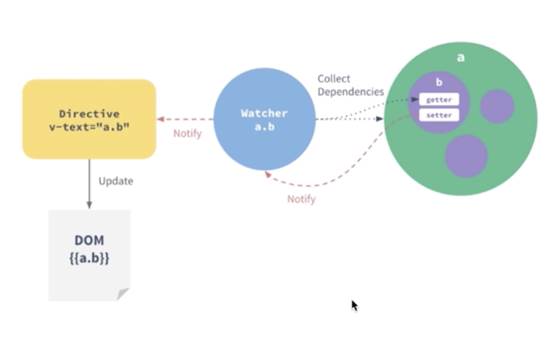 Directive
v-text="a.b"
Notify
Watcher
a.b
Collect
Dependencies
a
b
getter
setter
Notify
Update
DOM
{{a.b}}